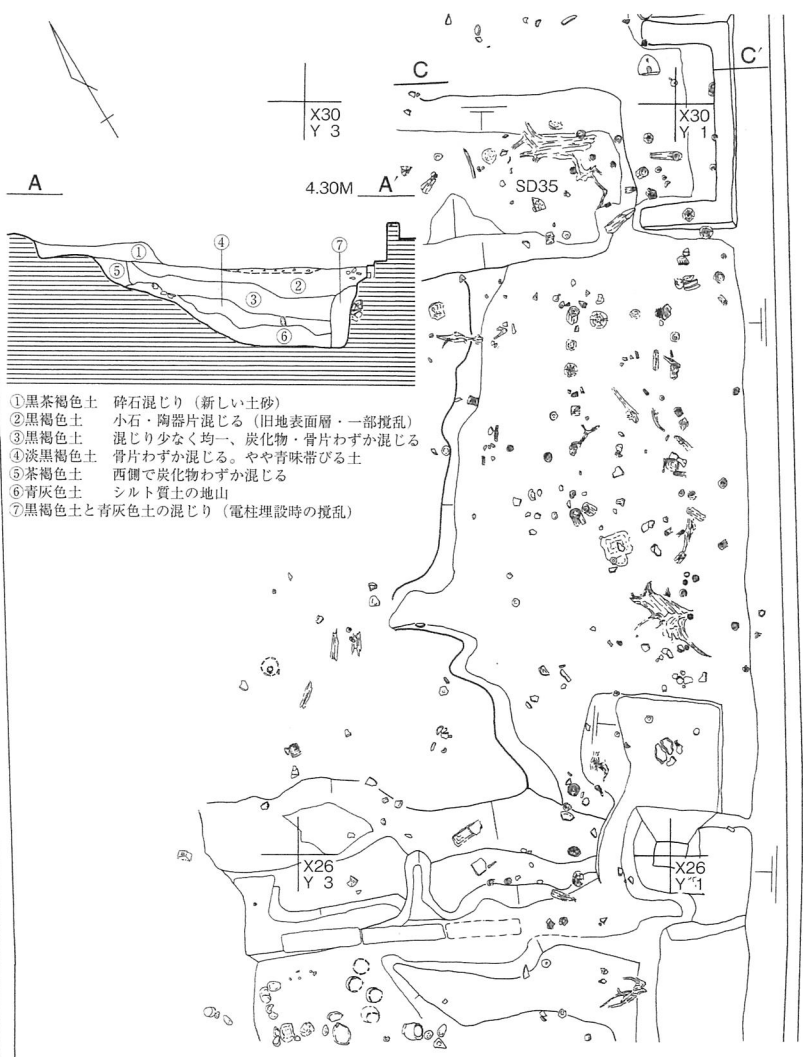 C
C′
X30
Y 3
X30
Y 1
A
4.30M
A′
SD35
①
④
⑦
⑤
②
③
⑥
①黒茶褐色土 砕石混じり（新しい土砂）
②黒褐色土 小石・陶器片混じる（旧地表面層・一部撹乱）
③黒褐色土 混じり少なく均一、炭化物・骨片わずか混じる
④淡黒褐色土 骨片わずか混じる。やや青味帯びる土
⑤茶褐色土 西側で炭化物わずか混じる
⑥青灰色土 シルト質土の地山
⑦黒褐色土と青灰色土の混じり（電柱埋設時の撹乱）
X26
Y 3
X26
Y 1